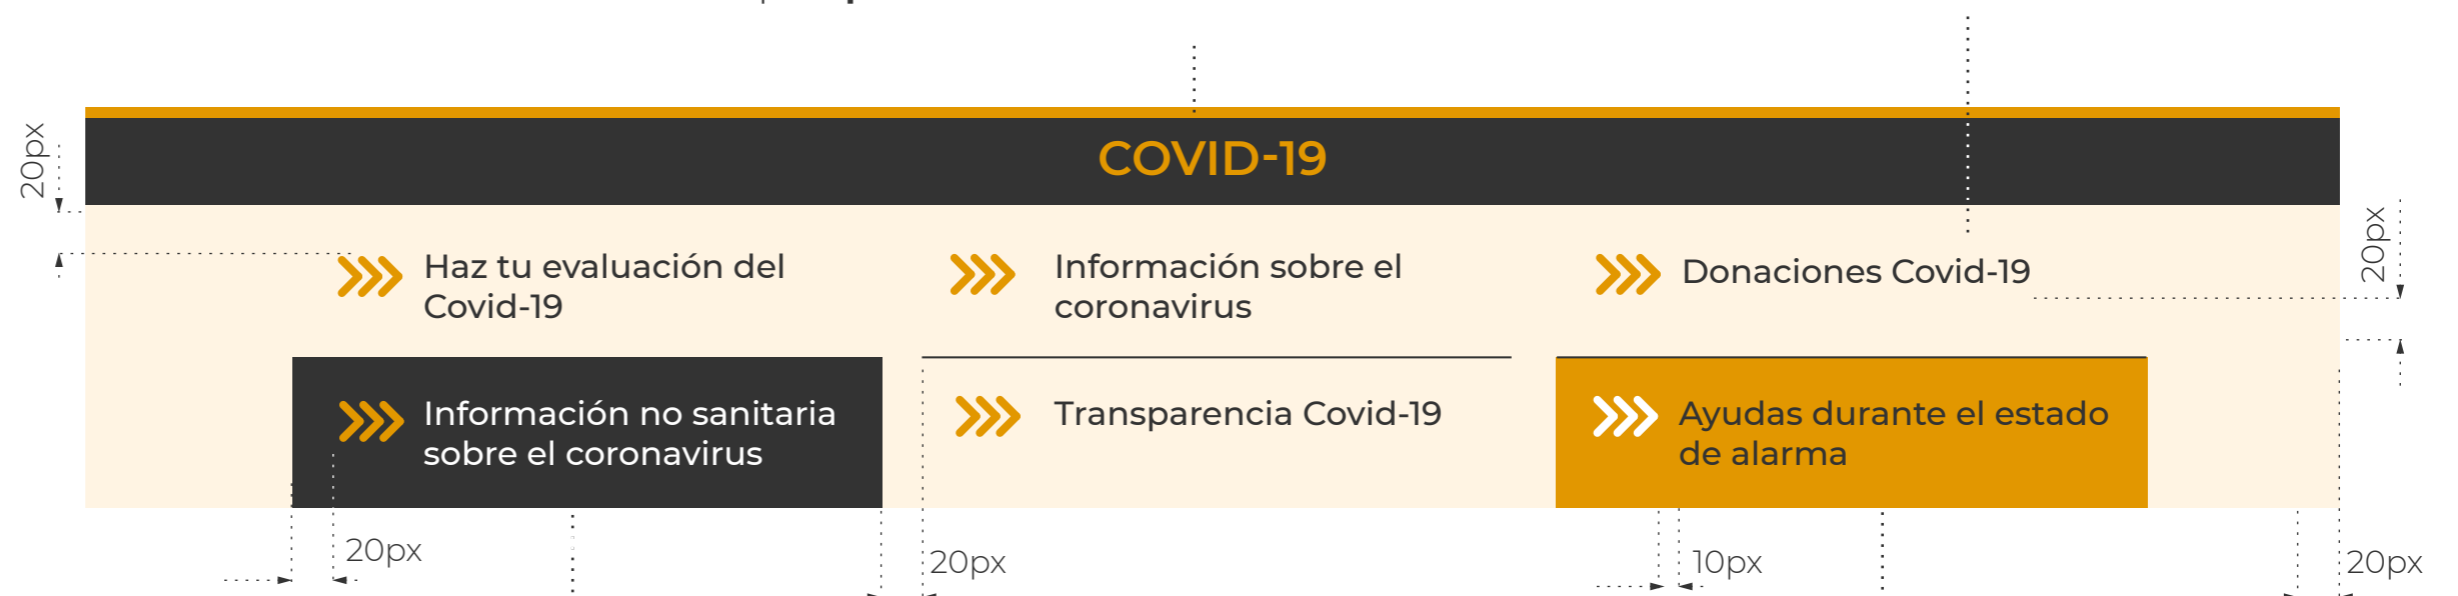 20px
COVID-19
20px
Haz tu evaluación del
Covid-19
Información sobre el
coronavirus
Donaciones Covid-19
Información no sanitaria
sobre el coronavirus
Transparencia Covid-19
Ayudas durante el estado
de alarma
20px
20px
10px
20px